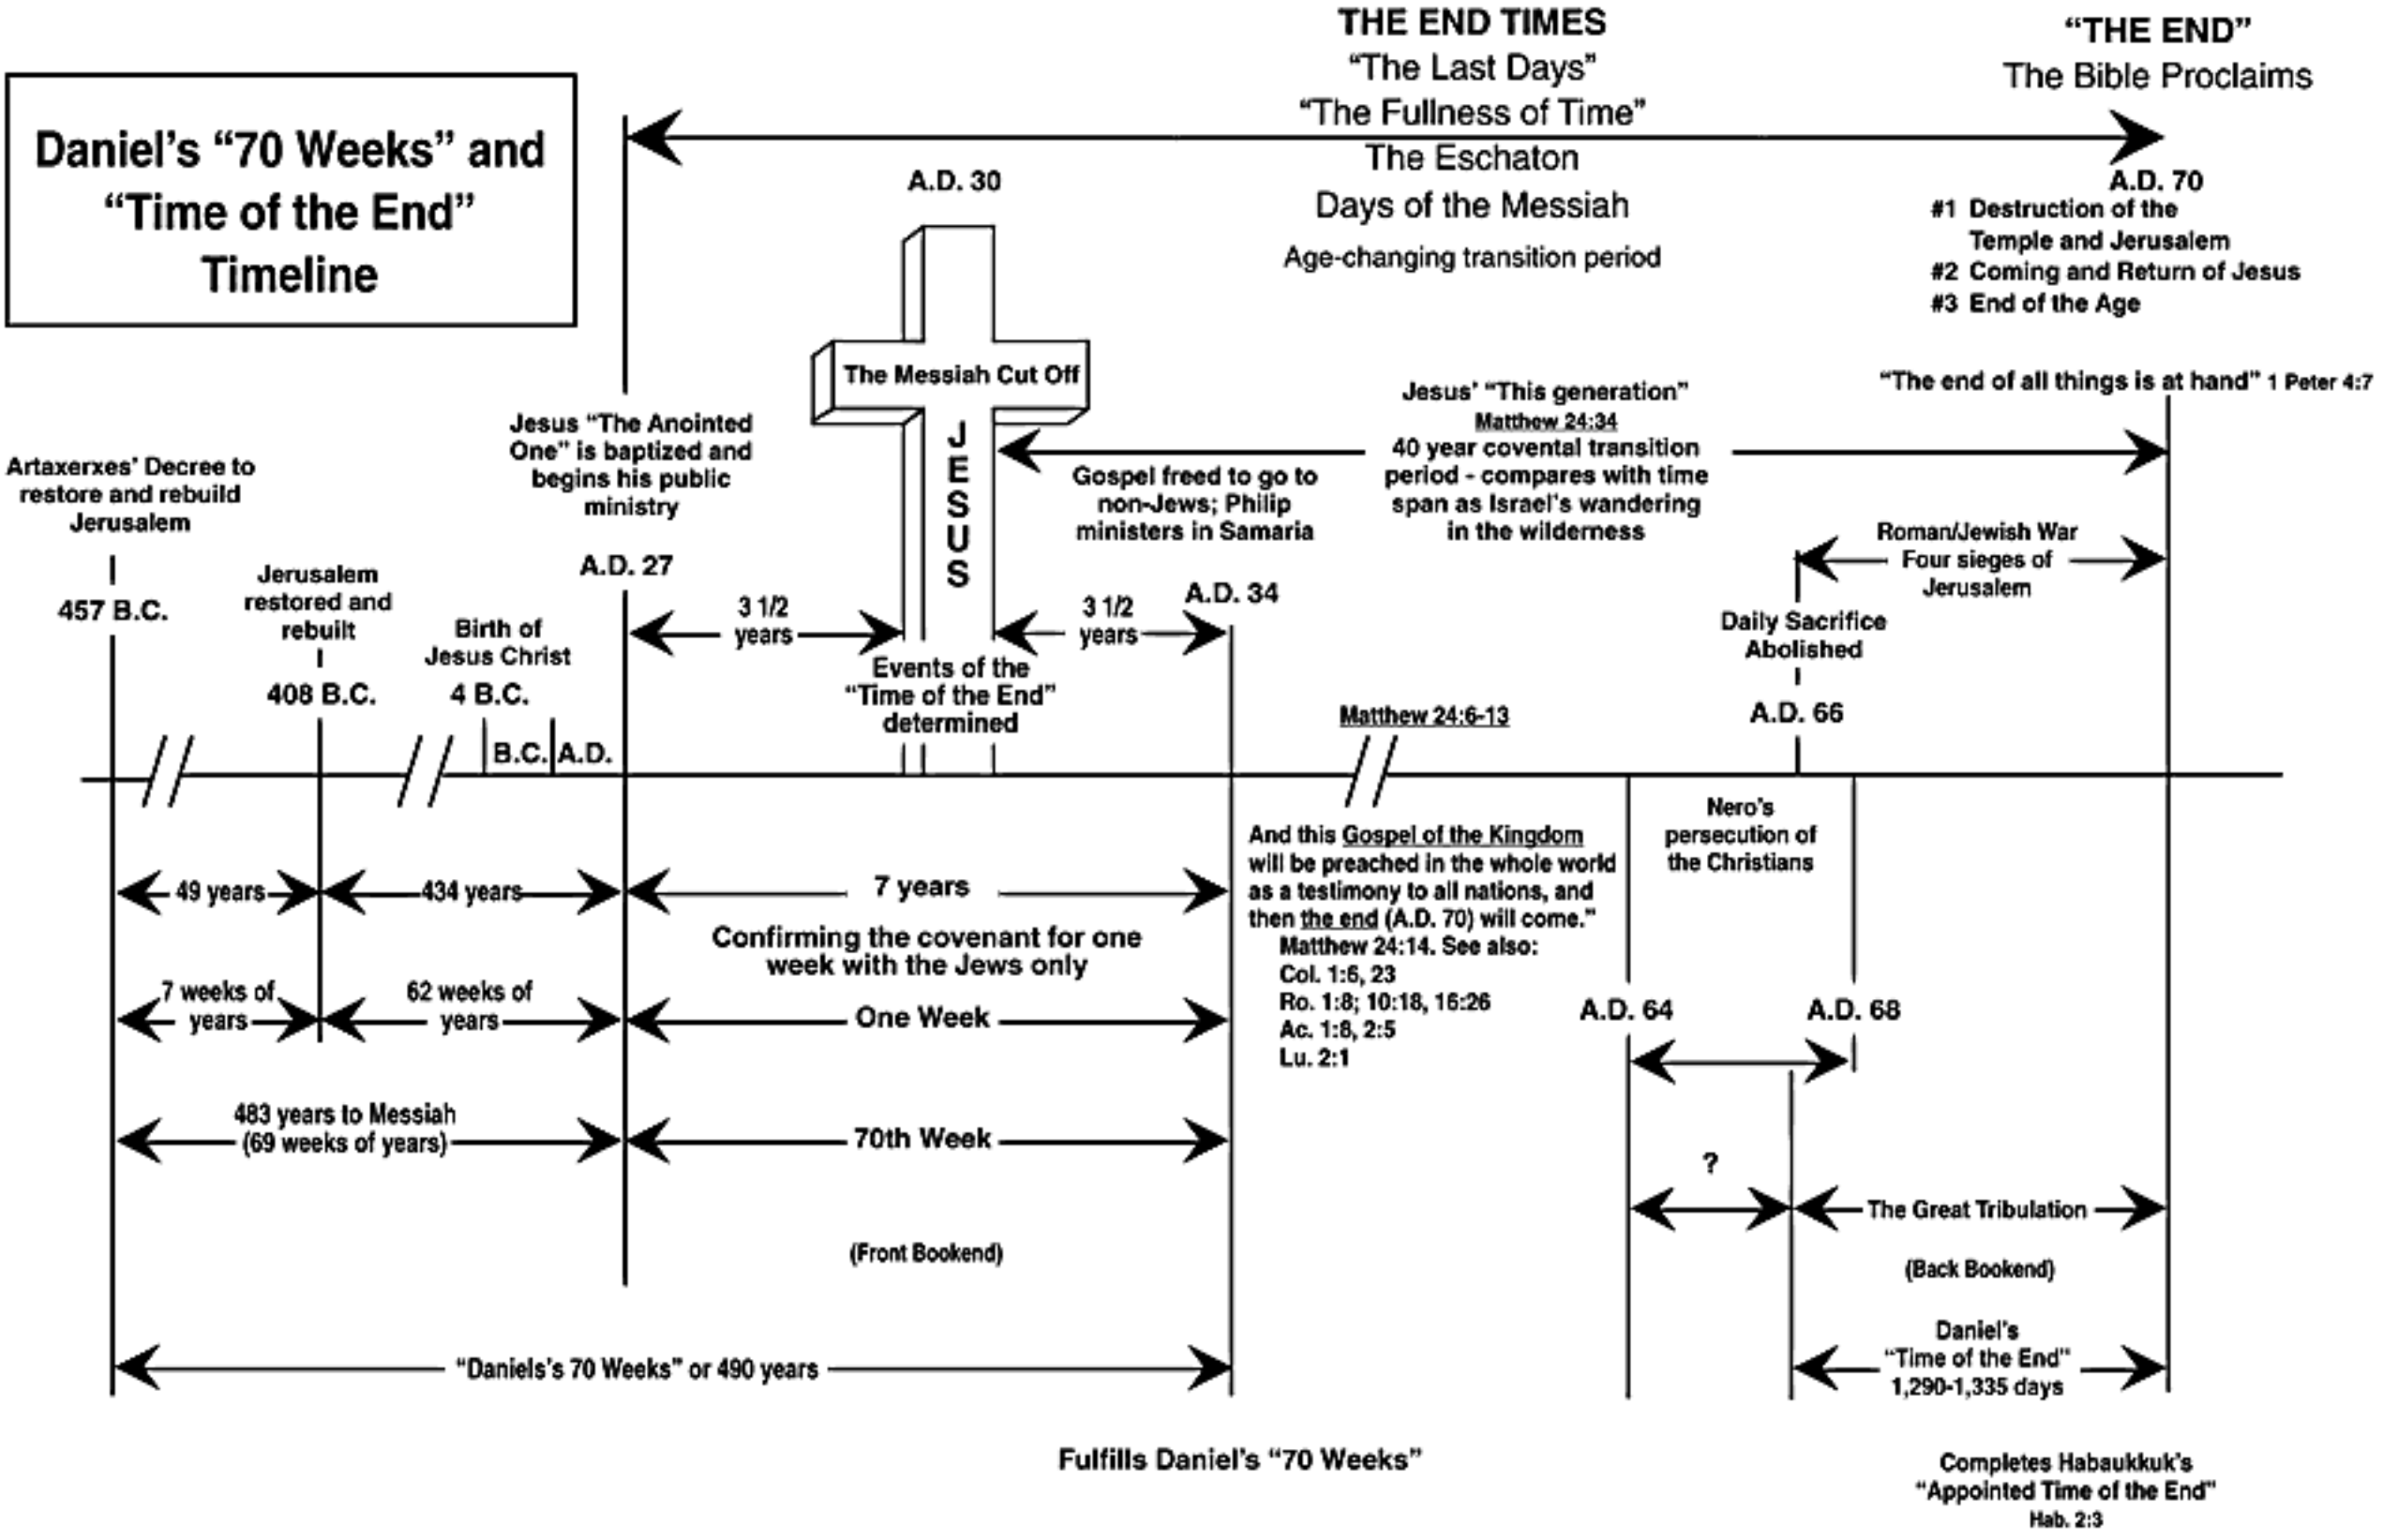 THE END TIMES
“The Last Days”
“The Fullness of Time”
The Eschaton
Days of the Messiah
Age-changing transition period
“THE END”
The Bible Proclaims
A.D. 70
#1 Destruction of the
Temple and Jerusalem
#2 Coming and Return of Jesus
#3 End of the Age
Daniel’s “70 Weeks” and
“Time of the End”
Timeline
A.D. 30
The Messiah Cut Off
JESUS
“The end of all things is at hand” 1 Peter 4:7
Jesus’ “This generation”
Matthew 24:34
40 year covental transition
period - compares with time
span as Israel’s wandering
in the wilderness
Gospel freed to go to
non-Jews; Philip
ministers in Samaria
Jesus “The Anointed
One” is baptized and
begins his public
ministry
A.D. 27
Artaxerxes’ Decree to
restore and rebuild
Jerusalem
457 B.C.
Jerusalem
restored and
rebuilt
408 B.C.
Birth of
Jesus Christ
4 B.C.
B.C. A.D.
3 1/2
years
3 1/2
years
A.D. 34
Events of the
“Time of the End”
determined
Roman/Jewish War
Four sieges of
Jerusalem
Daily Sacrifice
Abolished
A.D. 66
Matthew 24:6-13
And this Gospel of the Kingdom
will be preached in the whole world
as a testimony to all nations, and
then the end (A.D. 70) will come.”
Matthew 24:14. See also:
Col. 1:6, 23
Ro. 1:8; 10:18, 16:26
Ac. 1:8, 2:5
Lu. 2:1
Nero’s
persecution of
the Christians
A.D. 64
A.D. 68
49 years
434 years
7 years
Confirming the covenant for one
week with the Jews only
7 weeks of
years
62 weeks of
years
One Week
483 years to Messiah
(69 weeks of years)
70th Week
?
The Great Tribulation
(Front Bookend)
(Back Bookend)
“Daniels’s 70 Weeks” or 490 years
Daniel’s
“Time of the End”
1,290-1,335 days
Fulfills Daniel’s “70 Weeks”
Completes Habaukkuk’s
“Appointed Time of the End”
Hab. 2:3